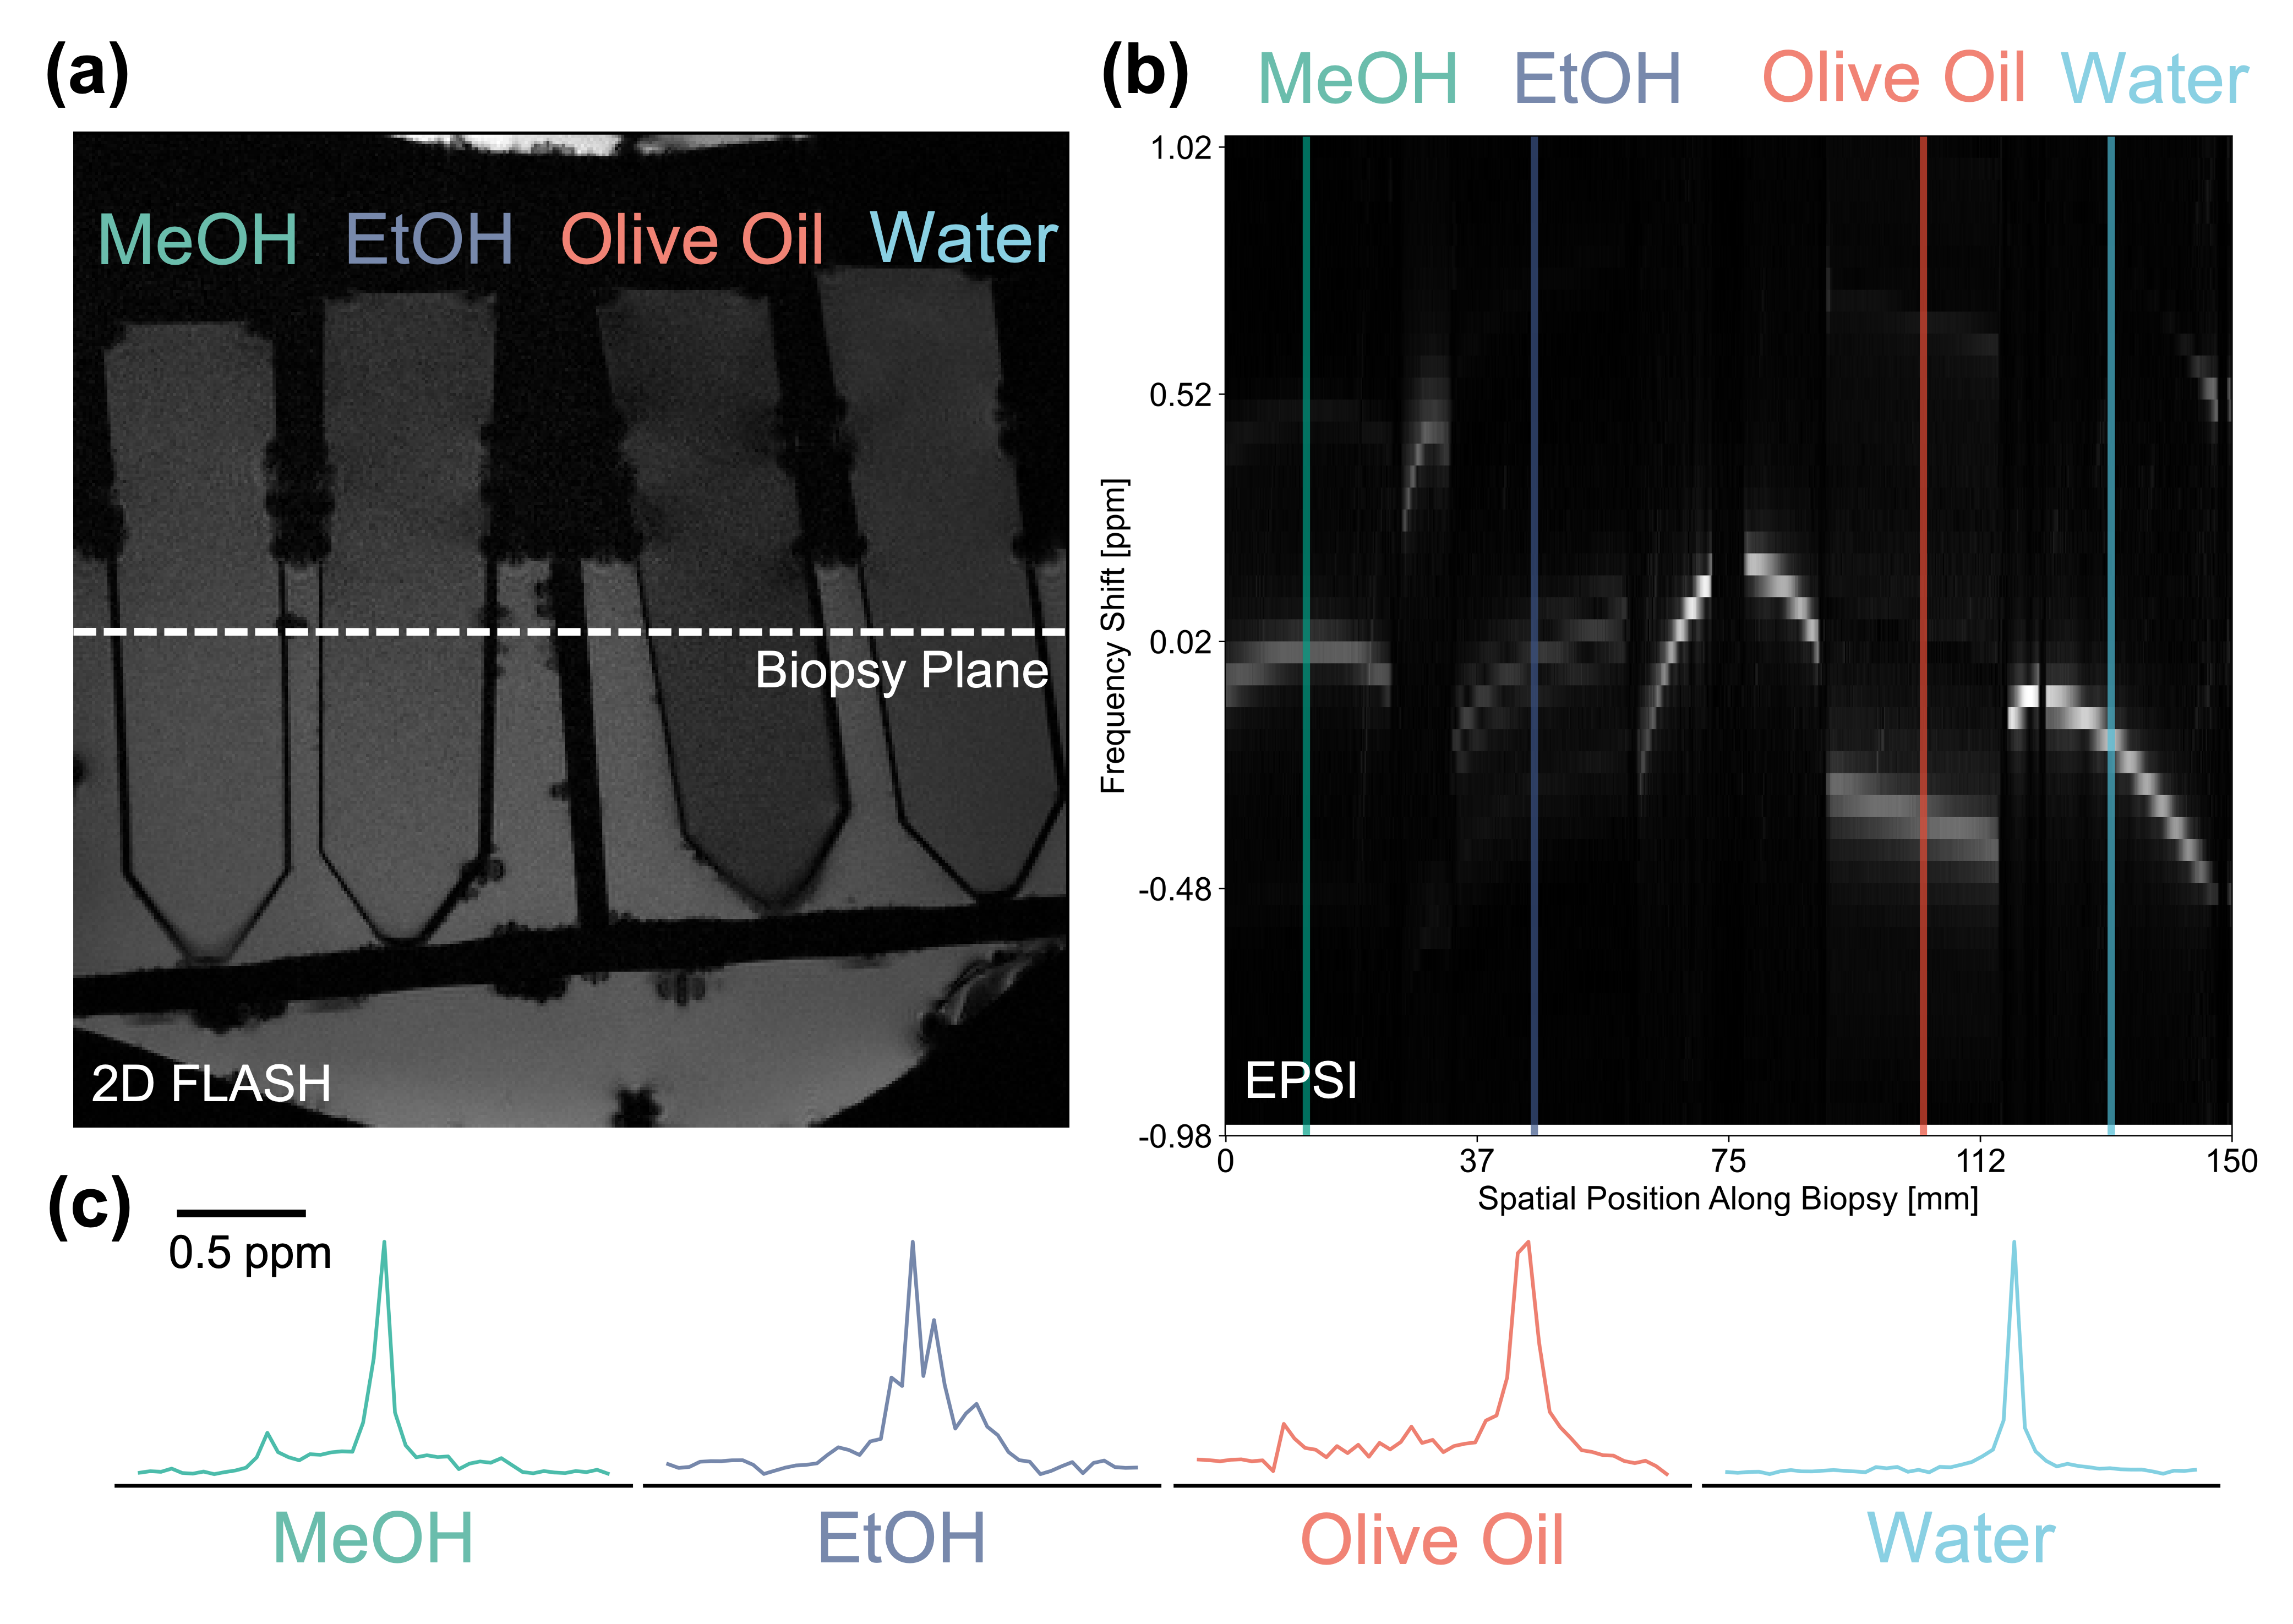 (a)
MeOH EtOH Olive Oil Water
Biopsy Plane
2D FLASH
(b)
MeOH EtOH Olive Oil Water
Frequency Shift [ppm]
1.02
0.52
0.02
-0.48
-0.98
EPSI
0 37 75 112 150
Spatial Position Along Biopsy [mm]
(c)
0.5 ppm
MeOH EtOH Olive Oil Water